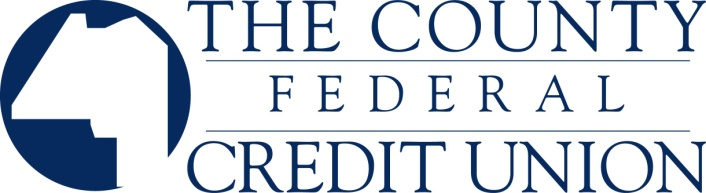 THE COUNTY
FEDERAL
CREDIT UNION